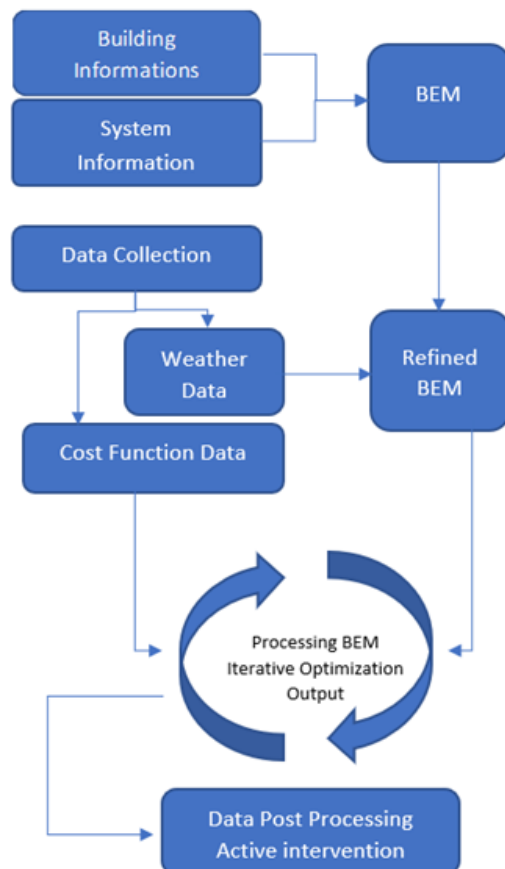 Building
Informations
BEM
System
Information
Data Collection
Weather
Data
Refined
BEM
Cost Function Data
Processing BEM
Iterative Optimization
Output
Data Post Processing
Active intervention